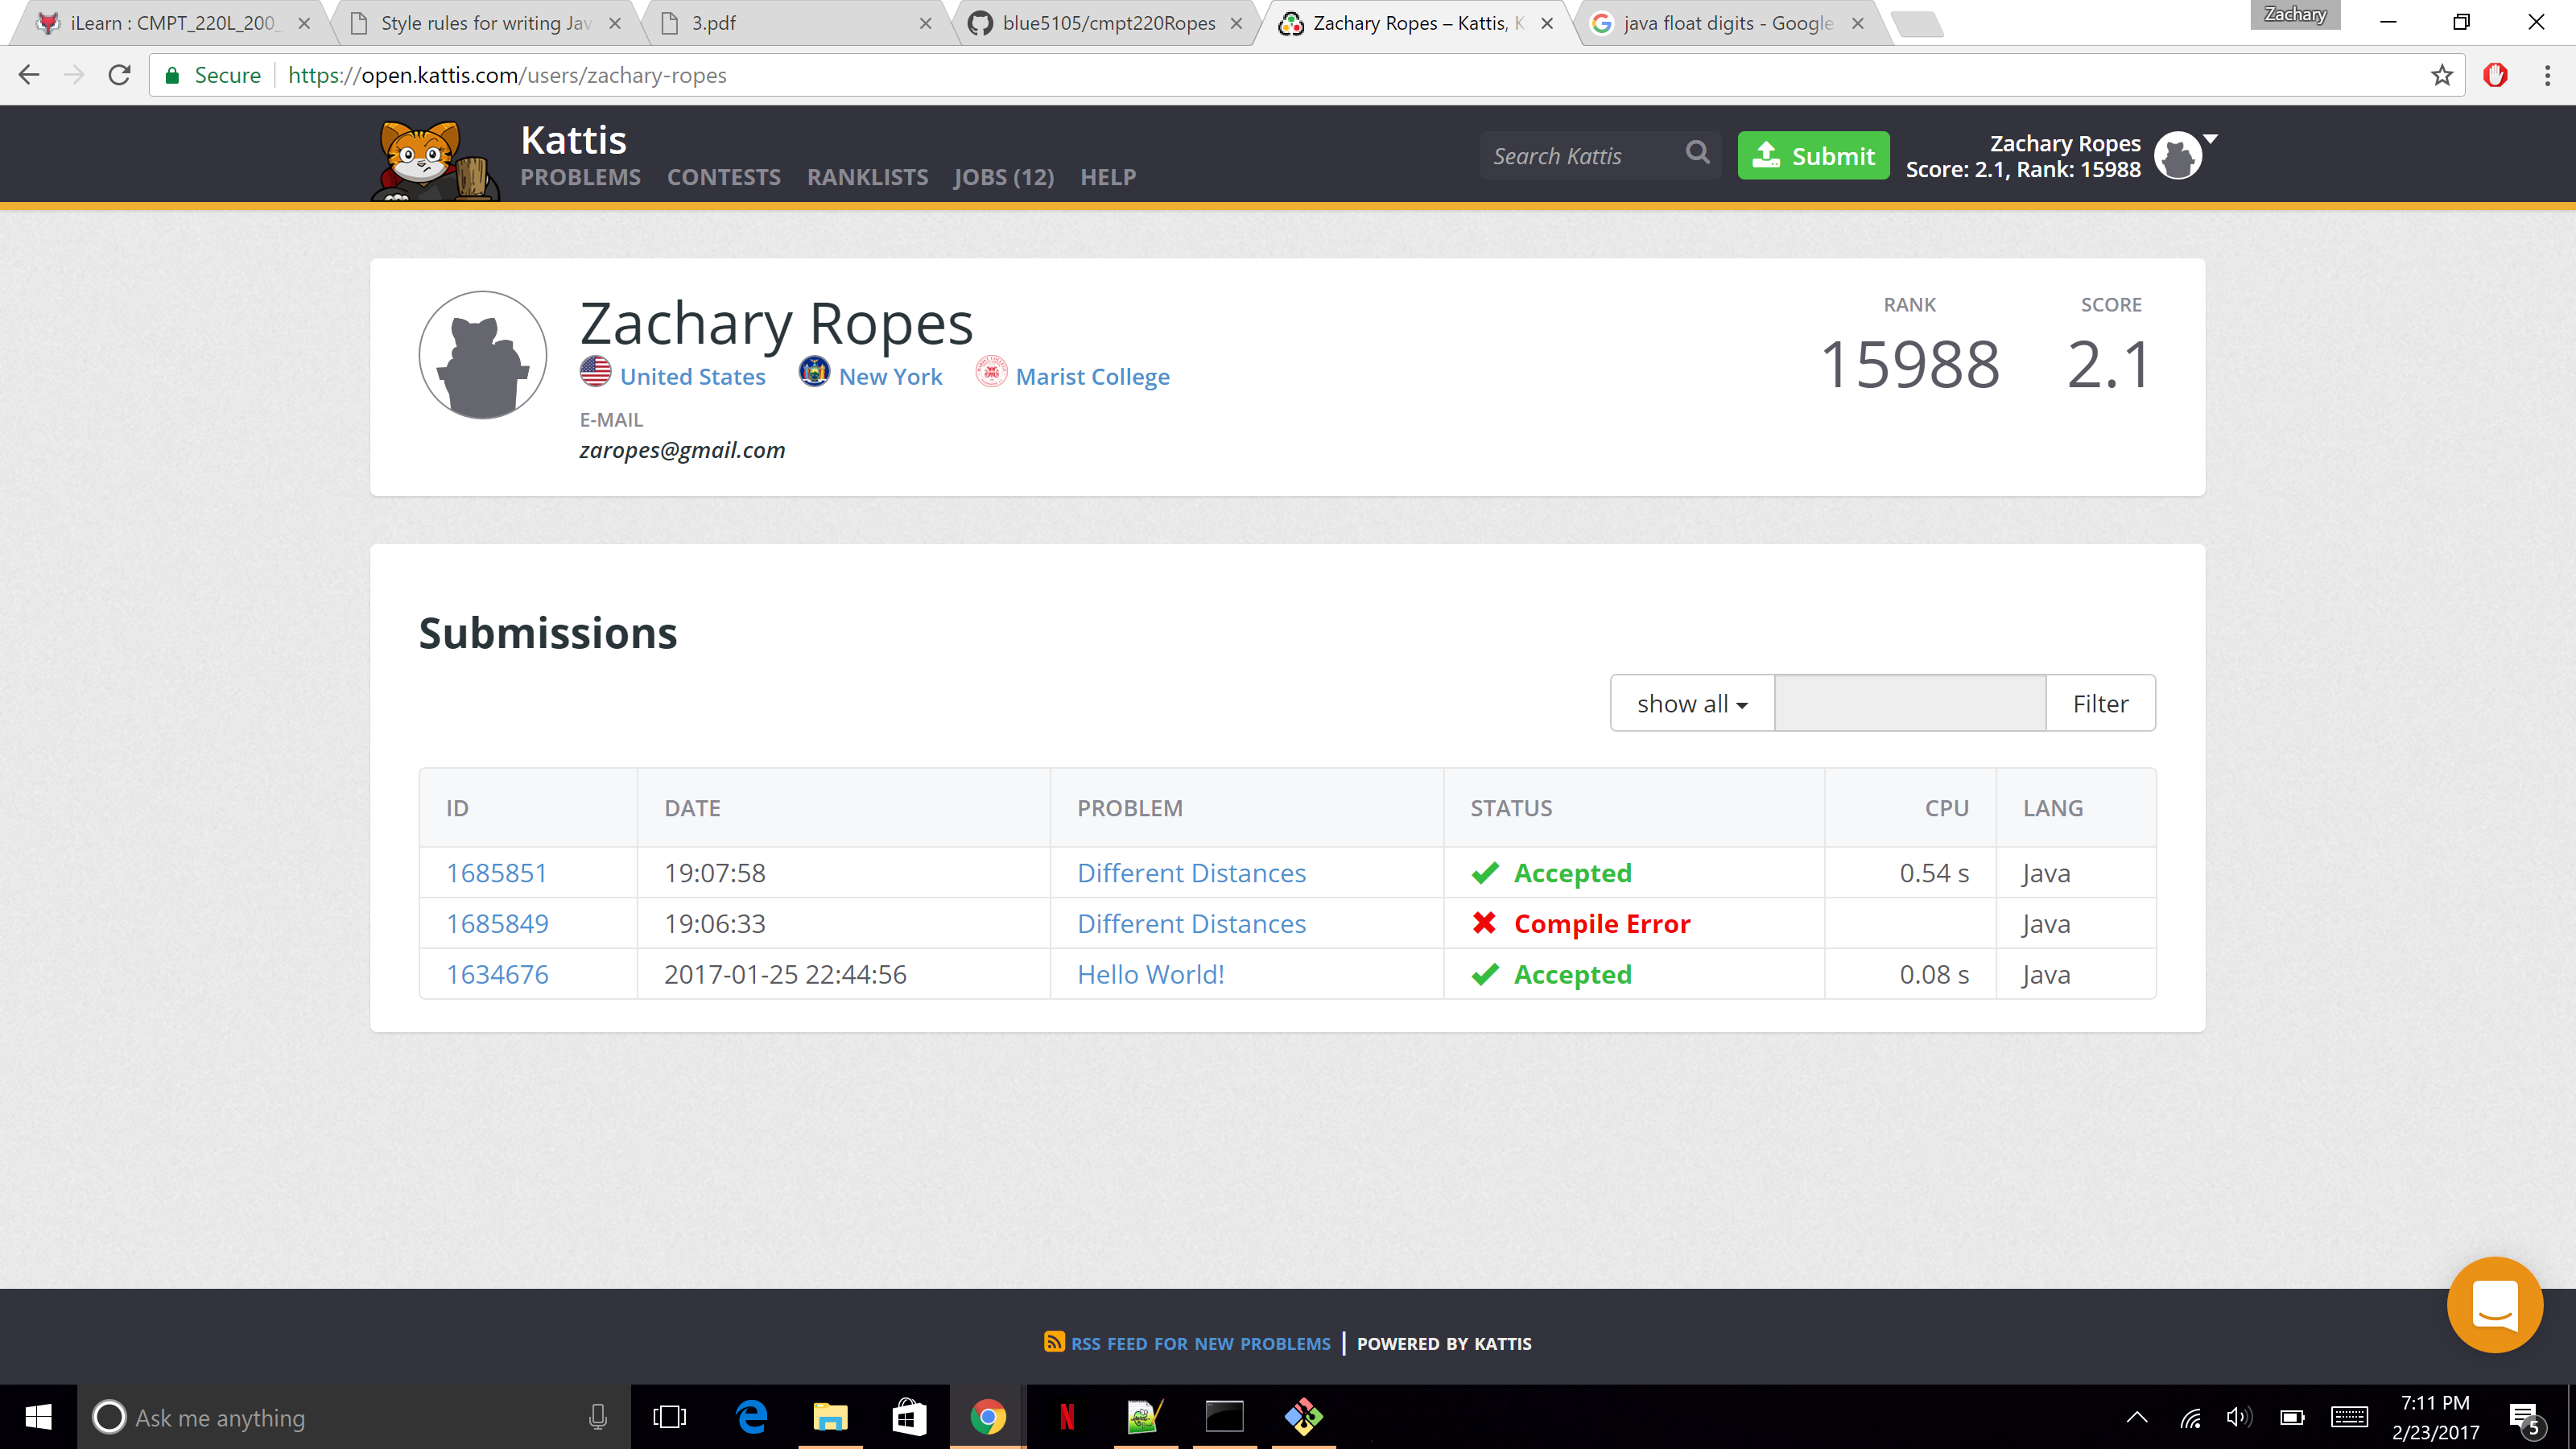 iLearn : CMPT_220L_200_
Style rules for writing Jav
3.pdf
blue5105/cmpt220Ropes
Zachary Ropes – Kattis, K
java float digits - Google
Zachary
Secure https://open.kattis.com/users/zachary-ropes
Kattis
PROBLEMS CONTESTS RANKLISTS JOBS (12) HELP
Search Kattis
Submit
Zachary Ropes
Score: 2.1, Rank: 15988
Zachary Ropes
United States New York Marist College
E-MAIL
zaropes@gmail.com
RANK SCORE
15988 2.1
Submissions
show all Filter
ID DATE PROBLEM STATUS CPU LANG
1685851 19:07:58 Different Distances Accepted 0.54 s Java
1685849 19:06:33 Different Distances Compile Error Java
1634676 2017-01-25 22:44:56 Hello World! Accepted 0.08 s Java
RSS FEED FOR NEW PROBLEMS | POWERED BY KATTIS
Ask me anything
N
7:11 PM
2/23/2017
5